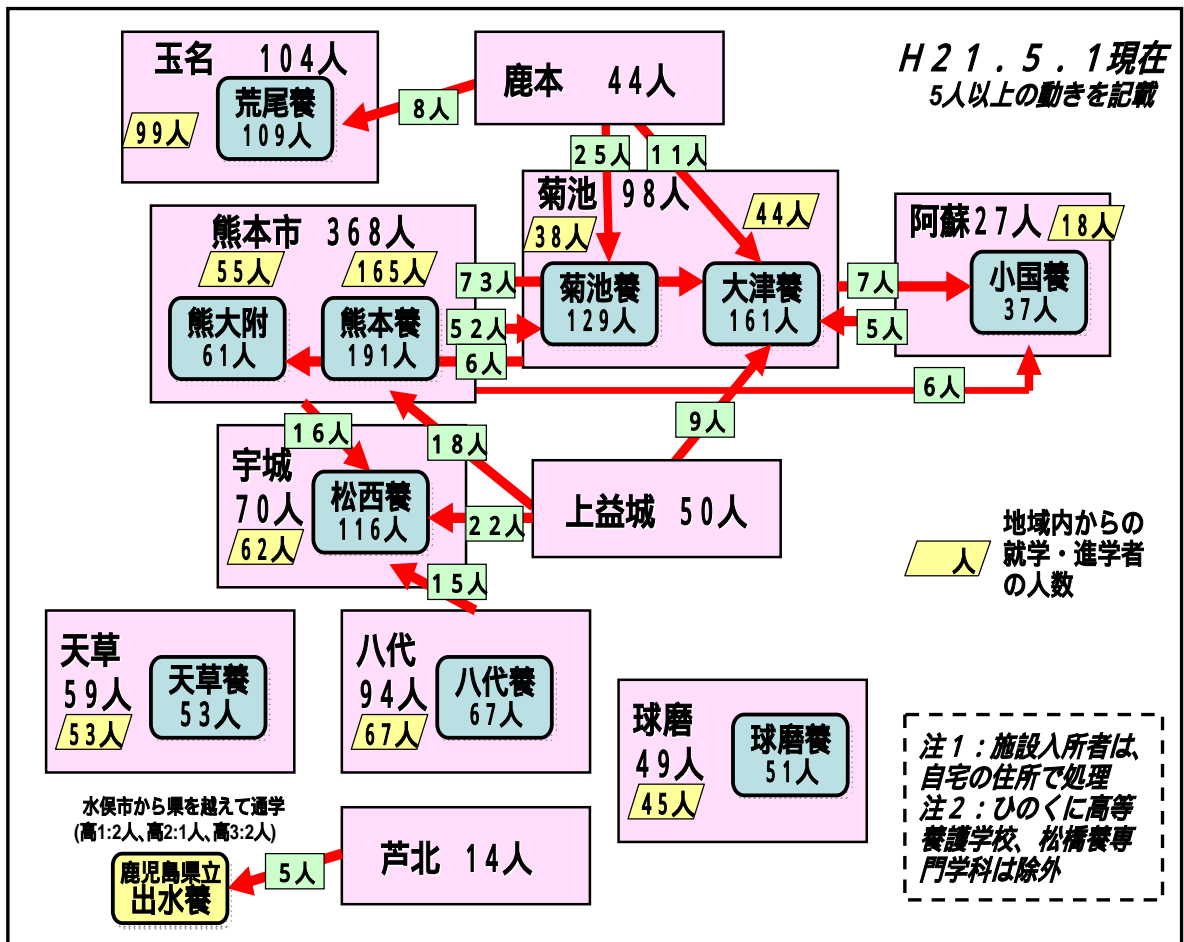 H21.5.1現在
5人以上の動きを記載
玉名 104人
荒尾養
109人
99人
8人
鹿本 44人
25人
11人
菊池 98人
38人
44人
菊池養
129人
大津養
161人
阿蘇27人
18人
小国養
37人
7人
5人
熊本市 368人
55人
165人
熊大附
61人
熊本養
191人
73人
52人
6人
6人
16人
18人
9人
宇城
70人
62人
松西養
116人
22人
15人
上益城 50人
人
地域内からの
就学・進学者
の人数
天草
59人
53人
天草養
53人
八代
94人
67人
八代養
67人
球磨
49人
45人
球磨養
51人
水俣市から県を越えて通学
(高1:2人、高2:1人、高3:2人)
鹿児島県立
出水養
5人
芦北 14人
注1:施設入所者は、
自宅の住所で処理
注2:ひのくに高等
養護学校、松橋養専
門学科は除外